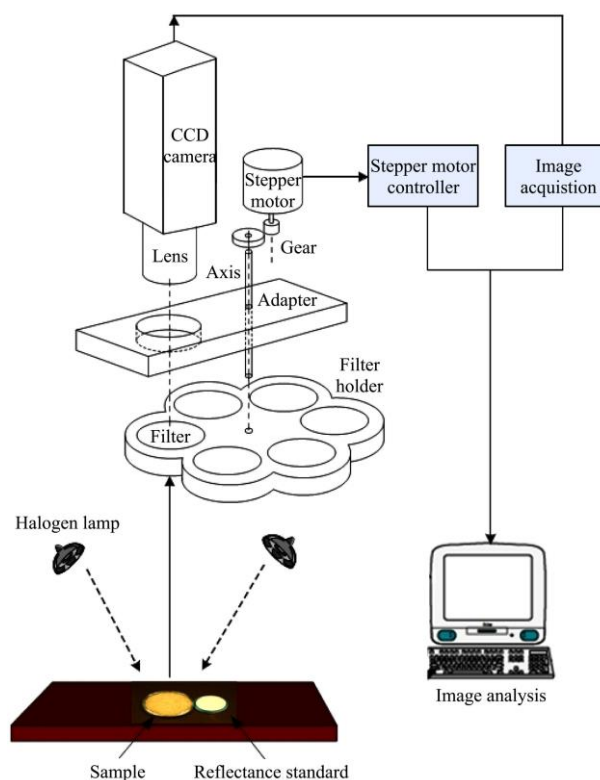 CCD
camera
Stepper
motor
Stepper motor
controller
Image
acquistion
Lens
Gear
Axis
Adapter
Filter
holder
Filter
Halogen lamp
Image analysis
Sample
Reflectance standard